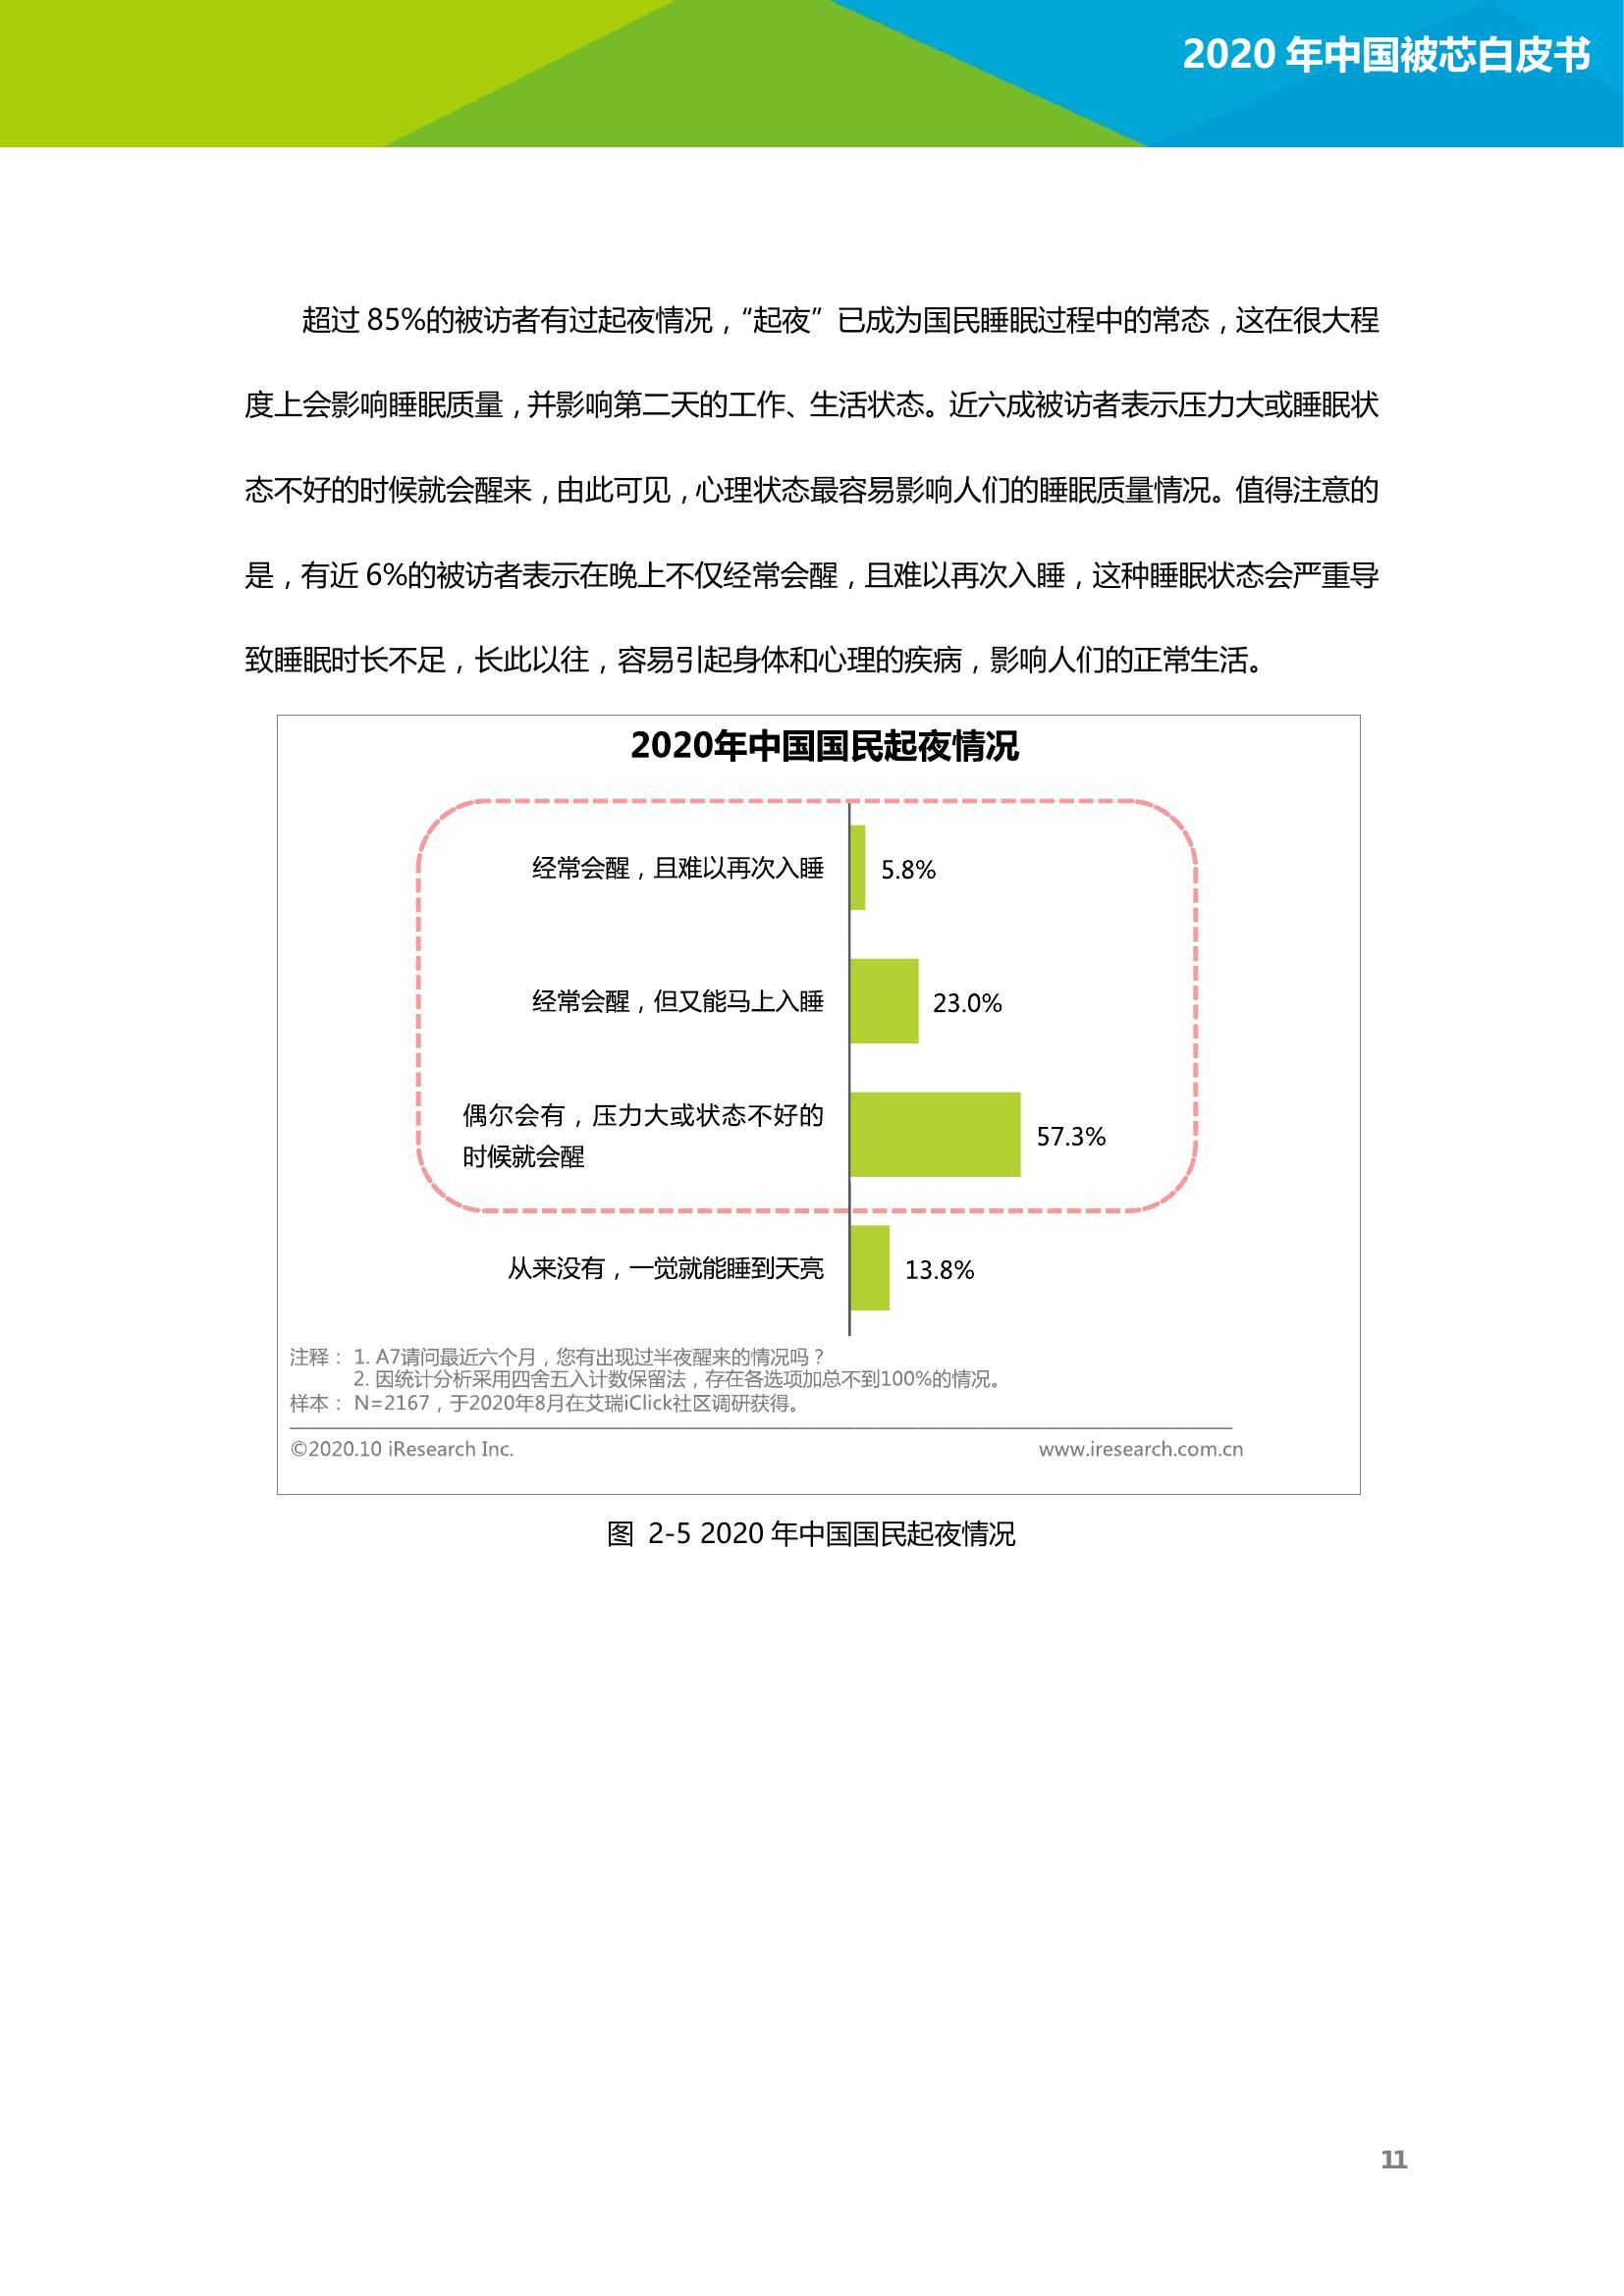 2020 年中国被芯白皮书
超过 85%的被访者有过起夜情况，“起夜”已成为国民睡眠过程中的常态，这在很大程
度上会影响睡眠质量，并影响第二天的工作、生活状态。近六成被访者表示压力大或睡眠状
态不好的时候就会醒来，由此可见，心理状态最容易影响人们的睡眠质量情况。值得注意的
是，有近 6%的被访者表示在晚上不仅经常会醒，且难以再次入睡，这种睡眠状态会严重导
致睡眠时长不足，长此以往，容易引起身体和心理的疾病，影响人们的正常生活。
2020年中国国民起夜情况
经常会醒，且难以再次入睡 5.8%
经常会醒，但又能马上入睡 23.0%
偶尔会有，压力大或状态不好的
时候就会醒 57.3%
从来没有，一觉就能睡到天亮 13.8%
注释： 1. A7请问最近六个月，您有出现过半夜醒来的情况吗？
2. 因统计分析采用四舍五入计数保留法，存在各选项加总不到100%的情况。
样本： N=2167，于2020年8月在艾瑞iClick社区调研获得。
©2020.10 iResearch Inc. www.iresearch.com.cn
图 2-5 2020 年中国国民起夜情况
11